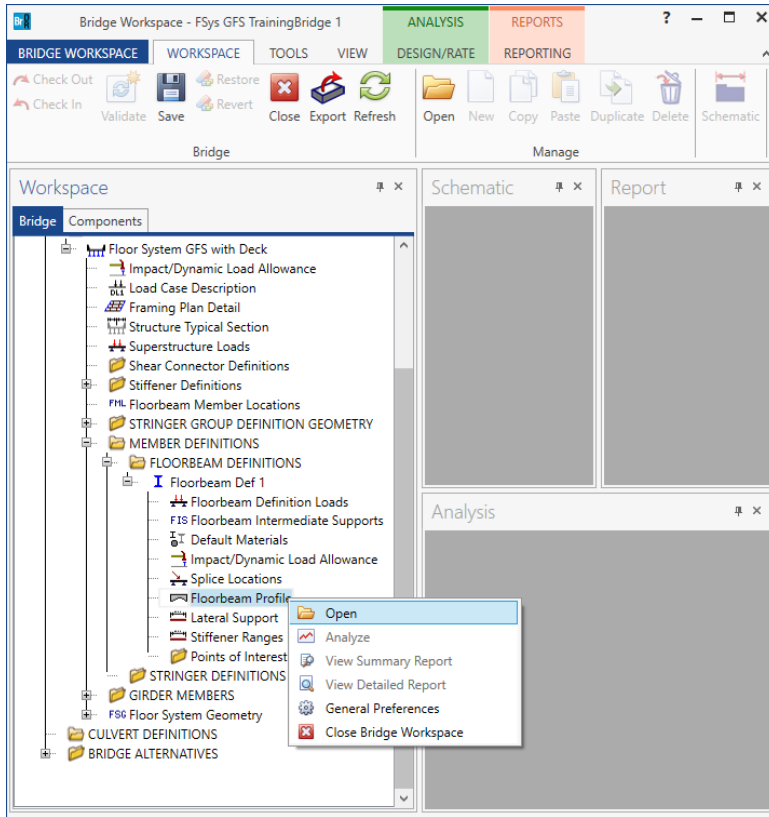 Br Bridge Workspace - FSys GFS TrainingBridge 1 ANALYSIS REPORTS ? – □ ×
BRIDGE WORKSPACE WORKSPACE TOOLS VIEW DESIGN/RATE REPORTING
Check Out
Check In
Validate
Save
Restore
Revert
Close
Export
Refresh
Open
New
Copy
Paste
Duplicate
Delete
Schematic
Bridge
Manage
Workspace
Bridge
Components
Floor System GFS with Deck
Impact/Dynamic Load Allowance
DL1 Load Case Description
Framing Plan Detail
Structure Typical Section
Superstructure Loads
Shear Connector Definitions
Stiffener Definitions
FML Floorbeam Member Locations
STRINGER GROUP DEFINITION GEOMETRY
MEMBER DEFINITIONS
FLOORBEAM DEFINITIONS
Floorbeam Def 1
Floorbeam Definition Loads
FIS Floorbeam Intermediate Supports
Default Materials
Impact/Dynamic Load Allowance
Splice Locations
Floorbeam Profile
Lateral Support
Stiffener Ranges
Points of Interest
STRINGER DEFINITIONS
GIRDER MEMBERS
FSG Floor System Geometry
CULVERT DEFINITIONS
BRIDGE ALTERNATIVES
Open
Analyze
View Summary Report
View Detailed Report
General Preferences
Close Bridge Workspace
Schematic
Report
Analysis